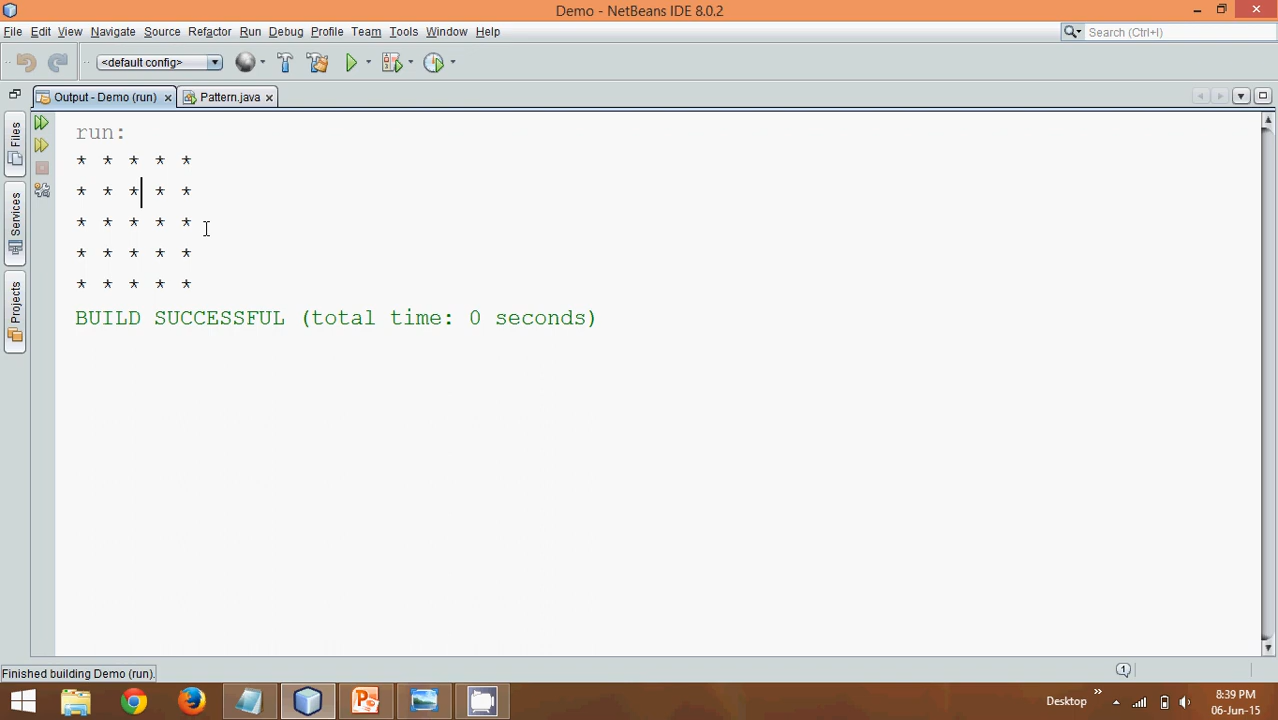 Demo - NetBeans IDE 8.0.2
File Edit View Navigate Source Refactor Run Debug Profile Team Tools Window Help
Search (Ctrl+I)
<default config>
Output - Demo (run) Pattern.java
Files
Services
Projects
run:
* * * * *
* * * * *
* * * * *
* * * * *
* * * * *
BUILD SUCCESSFUL (total time: 0 seconds)
Finished building Demo (run).
1
Desktop
8:39 PM
06-Jun-15